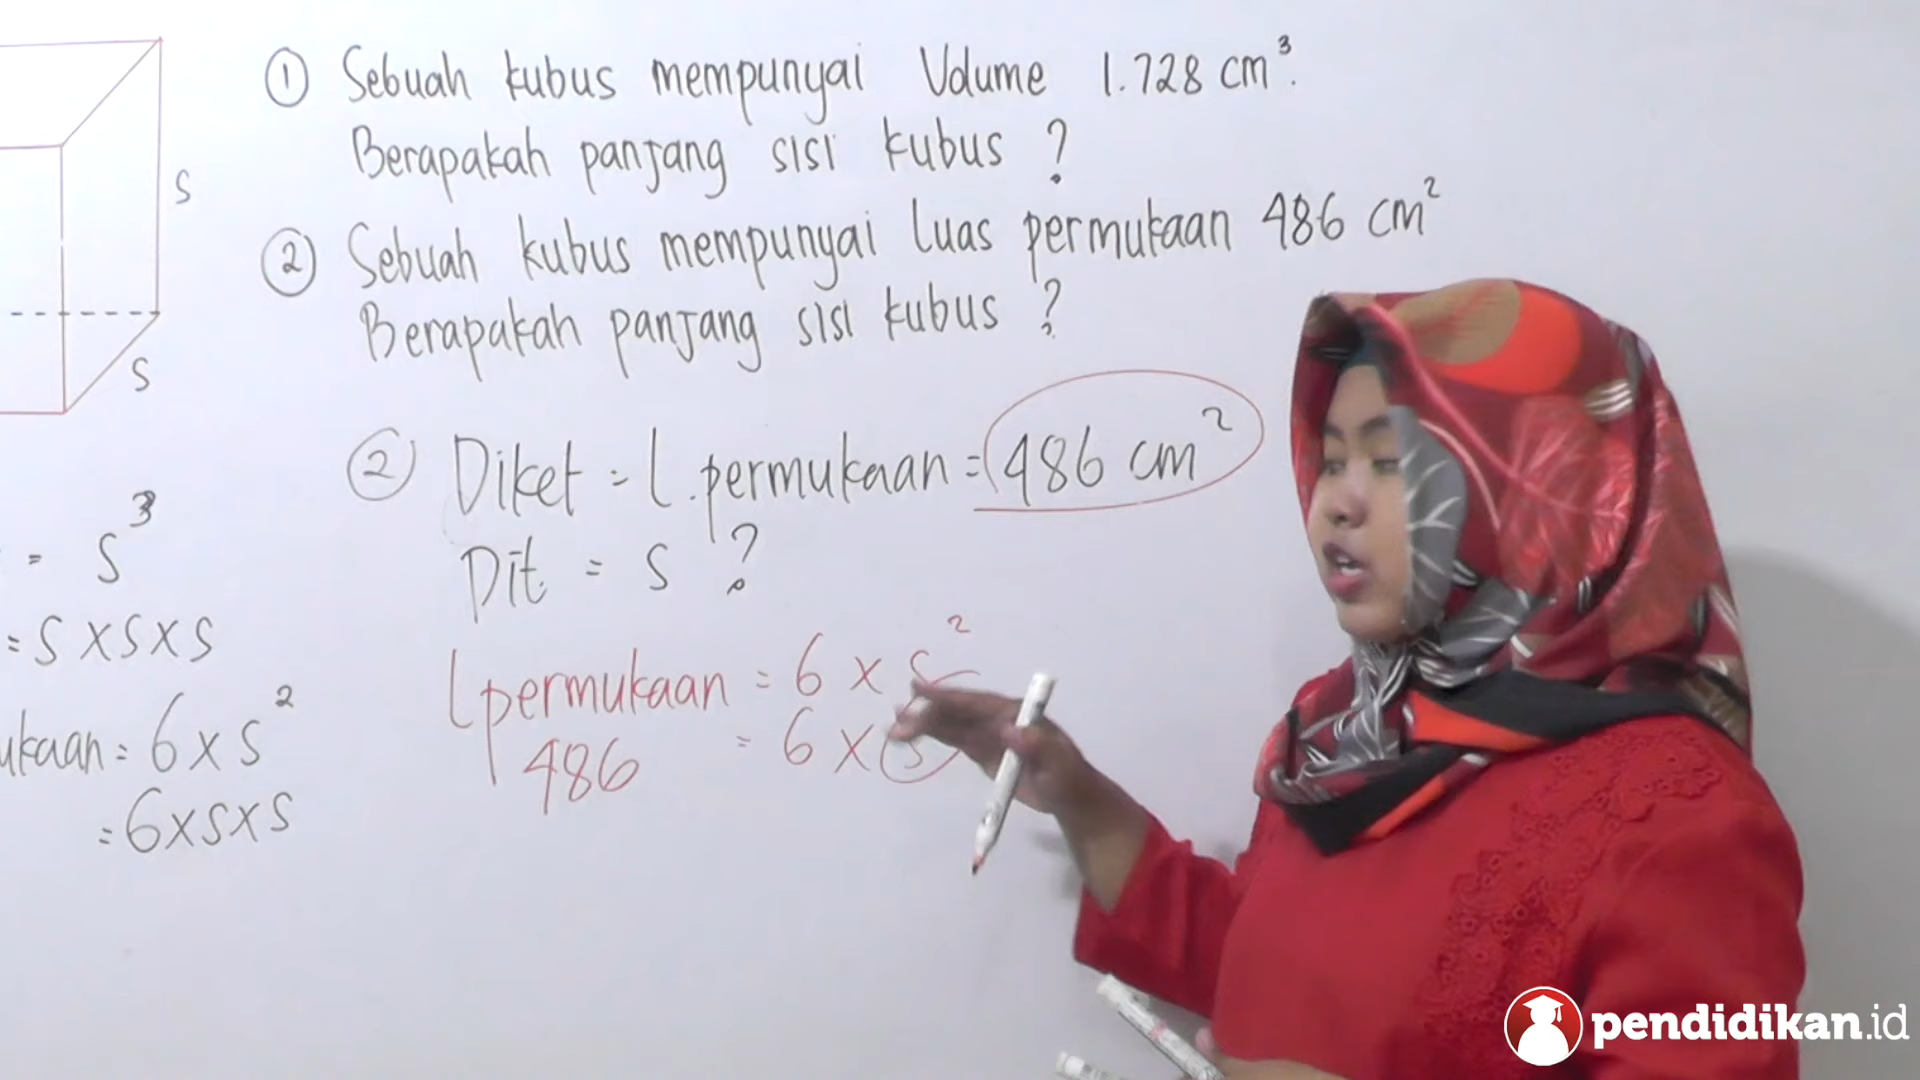 ① Sebuah kubus mempunyai Volume 1.728 cm³.
Berapakah panjang sisi kubus ?
② Sebuah kubus mempunyai luas permukaan 486 cm²
Berapakah panjang sisi kubus ?
s
s
② Diket = l. permukaan = 486 cm²
Dit = s ?
l permukaan = 6 x s²
486 = 6 x s
= s³
= s x s x s
ukaan = 6 x s²
= 6 x s x s
pendidikan.id